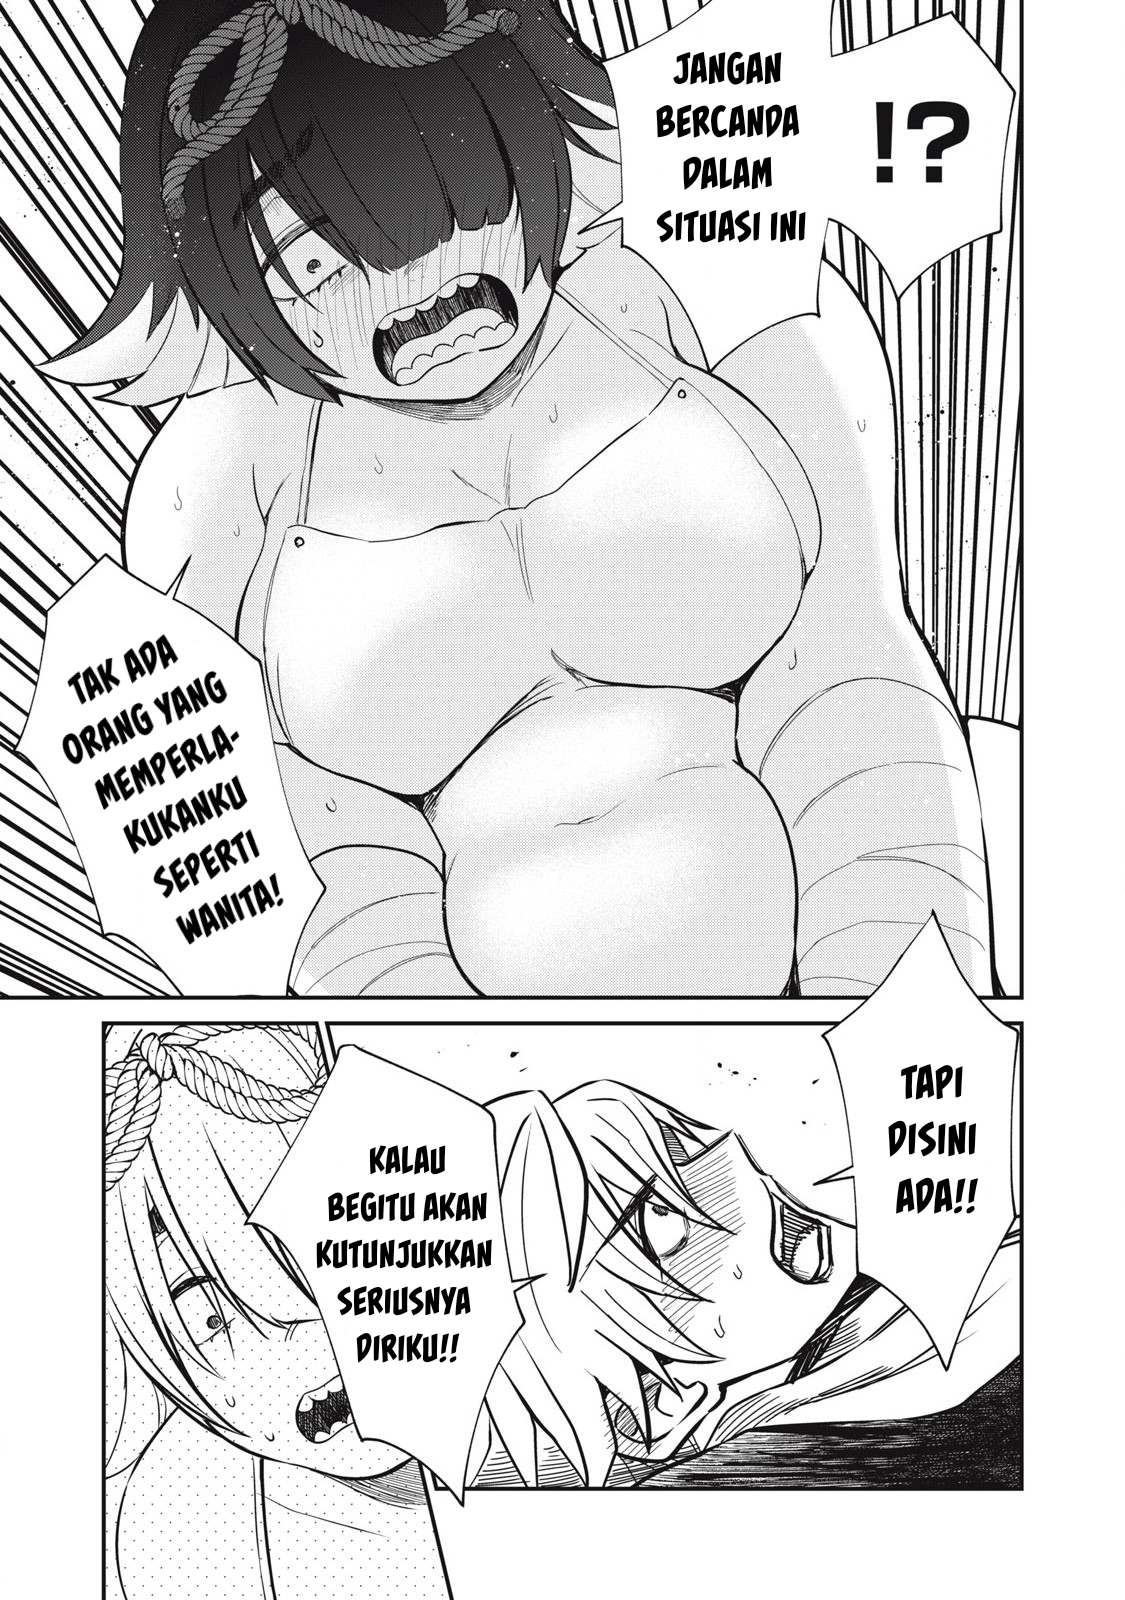 !?
JANGAN
BERCANDA
DALAM
SITUASI INI
TAK ADA
ORANG YANG
MEMPERLA-
KUKANKU
SEPERTI
WANITA!
TAPI
DISINI
ADA!!
KALAU
BEGITU AKAN
KUTUNJUKKAN
SERIUSNYA
DIRIKU!!